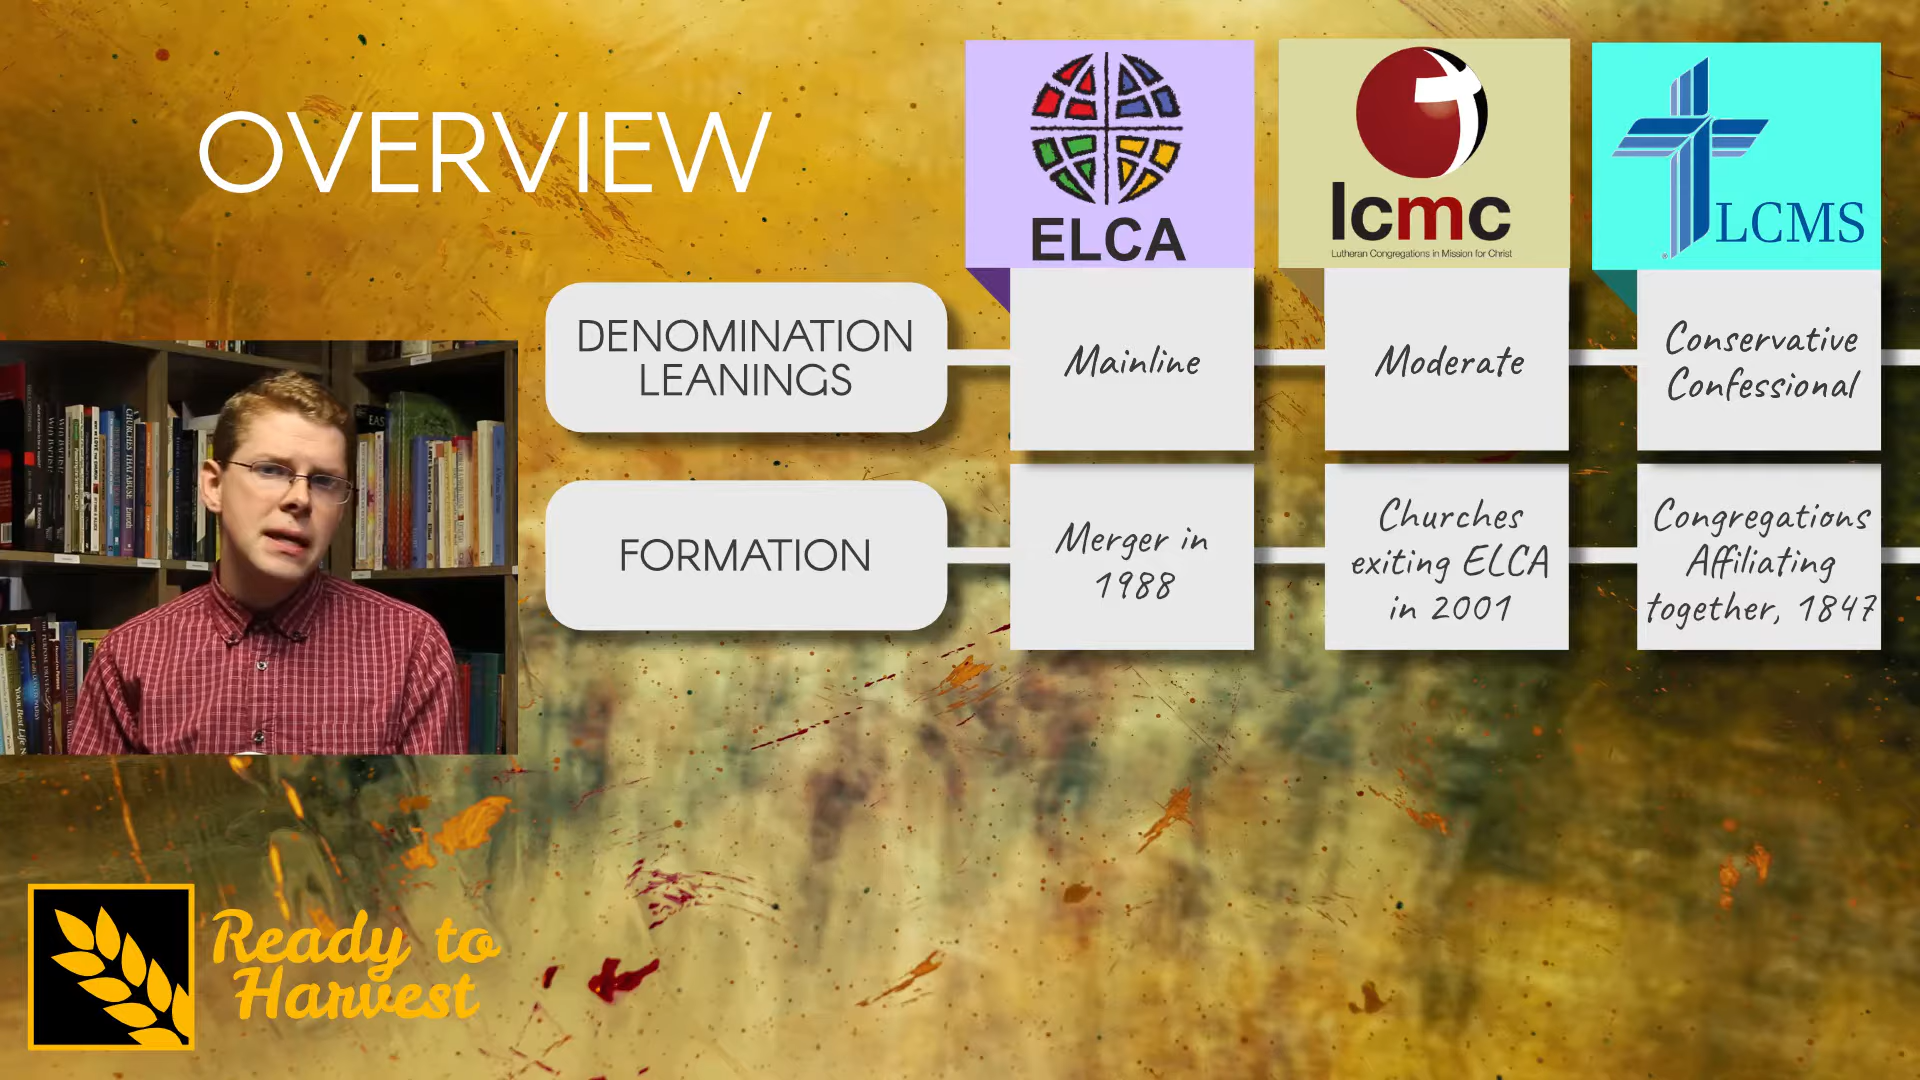 OVERVIEW
ELCA
lcmc
Lutheran Congregations in Mission for Christ
LCMS
DENOMINATION
LEANINGS
Mainline
Moderate
Conservative
Confessional
FORMATION
Merger in
1988
Churches
exiting ELCA
in 2001
Congregations
Affiliating
together, 1847
Ready to
Harvest